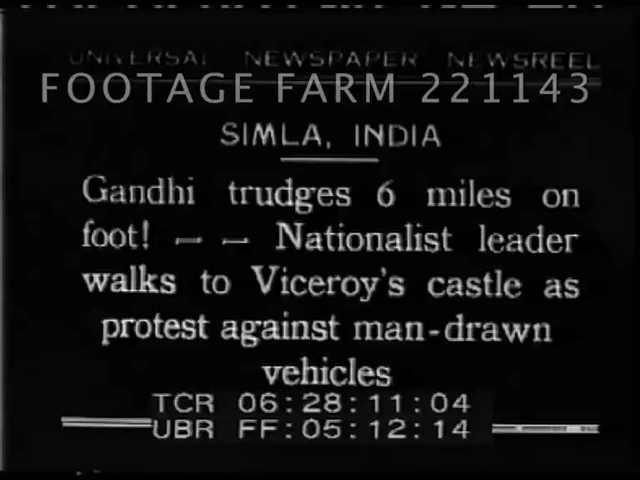 UNIVERSAL NEWSPAPER NEWSREEL
FOOTAGE FARM 221143
SIMLA, INDIA
Gandhi trudges 6 miles on
foot! — — Nationalist leader
walks to Viceroy's castle as
protest against man-drawn
vehicles
TCR 06:28:11:04
UBR FF:05:12:14